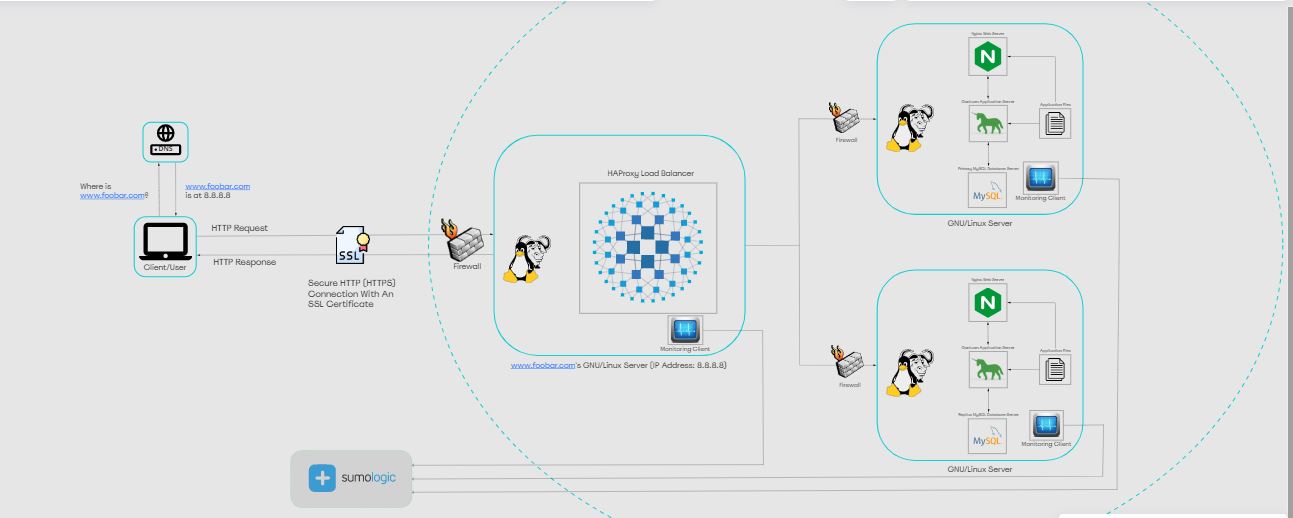 DNS
Where is
www.foobar.com?
www.foobar.com
is at 8.8.8.8
Client/User
HTTP Request
HTTP Response
SSL
Secure HTTP (HTTPS)
Connection With An
SSL Certificate
Firewall
HAProxy Load Balancer
Monitoring Client
www.foobar.com's GNU/Linux Server (IP Address: 8.8.8.8)
sumologic
Firewall
Nginx Web Server
N
Gunicorn Application Server
Application Files
Primary MySQL Database Server
MySQL
Monitoring Client
GNU/Linux Server
Firewall
Nginx Web Server
N
Gunicorn Application Server
Application Files
Replica MySQL Database Server
MySQL
Monitoring Client
GNU/Linux Server